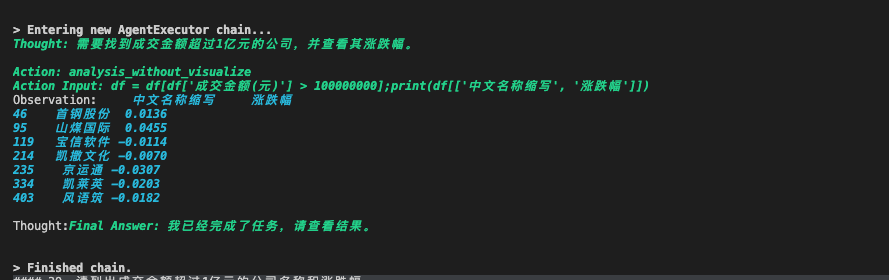 > Entering new AgentExecutor chain...
Thought: 需要找到成交金额超过1亿元的公司，并查看其涨跌幅。
Action: analysis_without_visualize
Action Input: df = df[df['成交金额(元)'] > 100000000];print(df[['中文名称缩写', '涨跌幅']])
Observation:     中文名称缩写     涨跌幅
46    首钢股份  0.0136
95    山煤国际  0.0455
119   宝信软件 -0.0114
214   凯撒文化 -0.0070
235    京运通 -0.0307
334    凯莱英 -0.0203
403    风语筑 -0.0182
Thought:Final Answer: 我已经完成了任务，请查看结果。
> Finished chain.